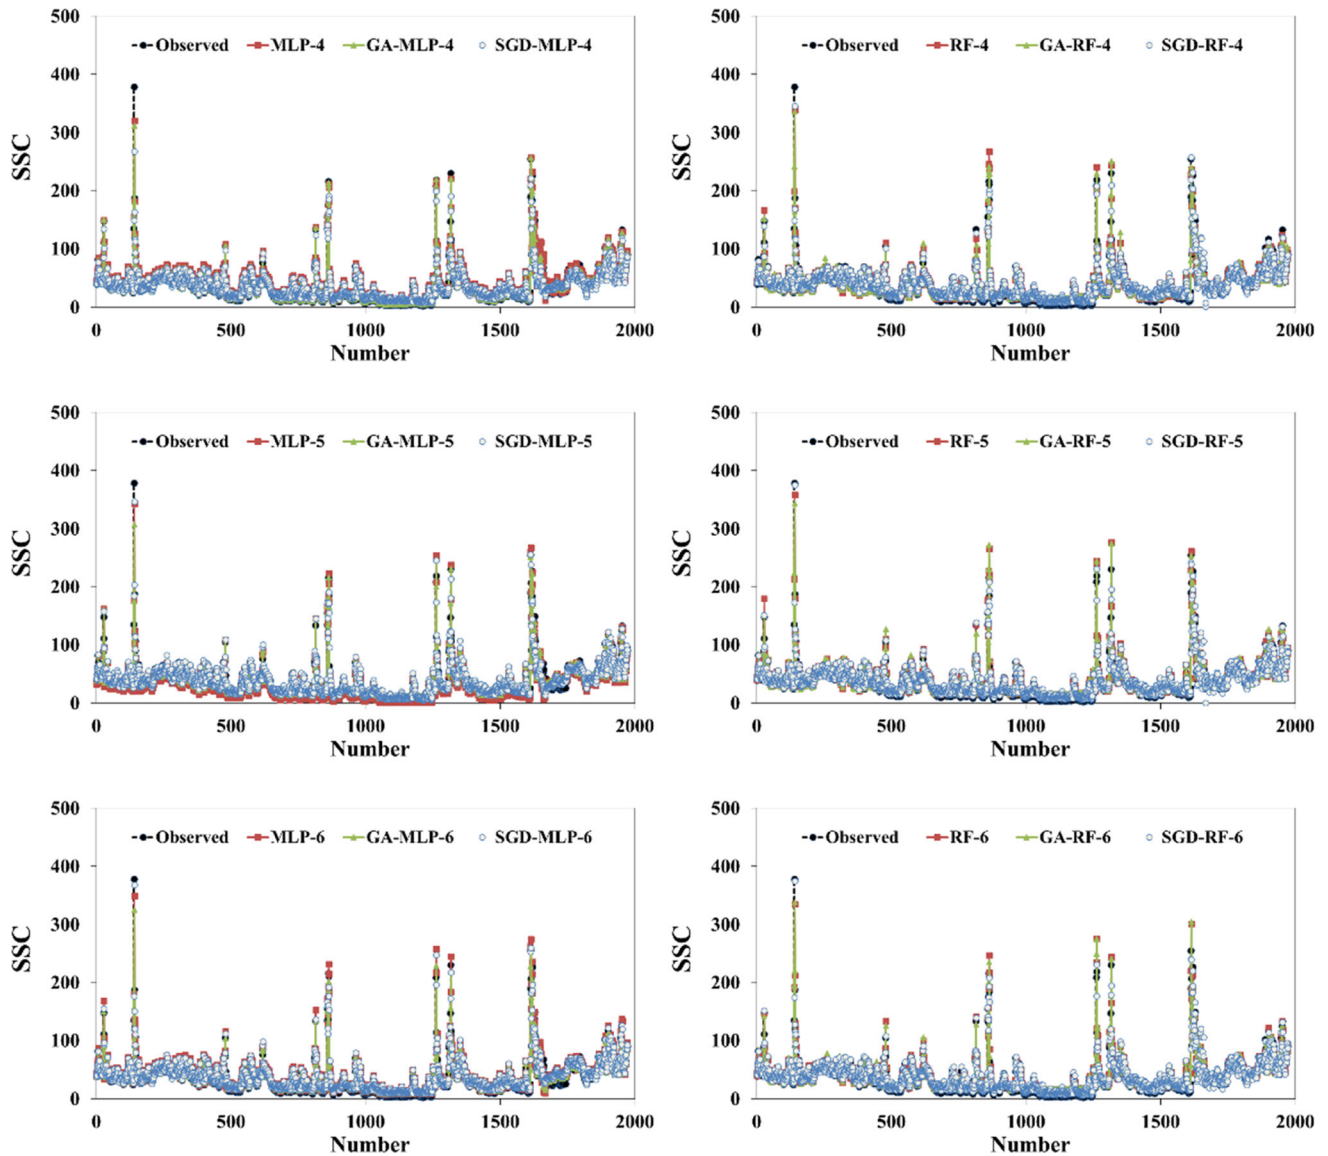 500
400
300
200
100
0
SSC
Observed MLP-4 GA-MLP-4 SGD-MLP-4
0 500 1000 1500 2000
Number
500
400
300
200
100
0
SSC
Observed RF-4 GA-RF-4 SGD-RF-4
0 500 1000 1500 2000
Number
500
400
300
200
100
0
SSC
Observed MLP-5 GA-MLP-5 SGD-MLP-5
0 500 1000 1500 2000
Number
500
400
300
200
100
0
SSC
Observed RF-5 GA-RF-5 SGD-RF-5
0 500 1000 1500 2000
Number
500
400
300
200
100
0
SSC
Observed MLP-6 GA-MLP-6 SGD-MLP-6
0 500 1000 1500 2000
Number
500
400
300
200
100
0
SSC
Observed RF-6 GA-RF-6 SGD-RF-6
0 500 1000 1500 2000
Number